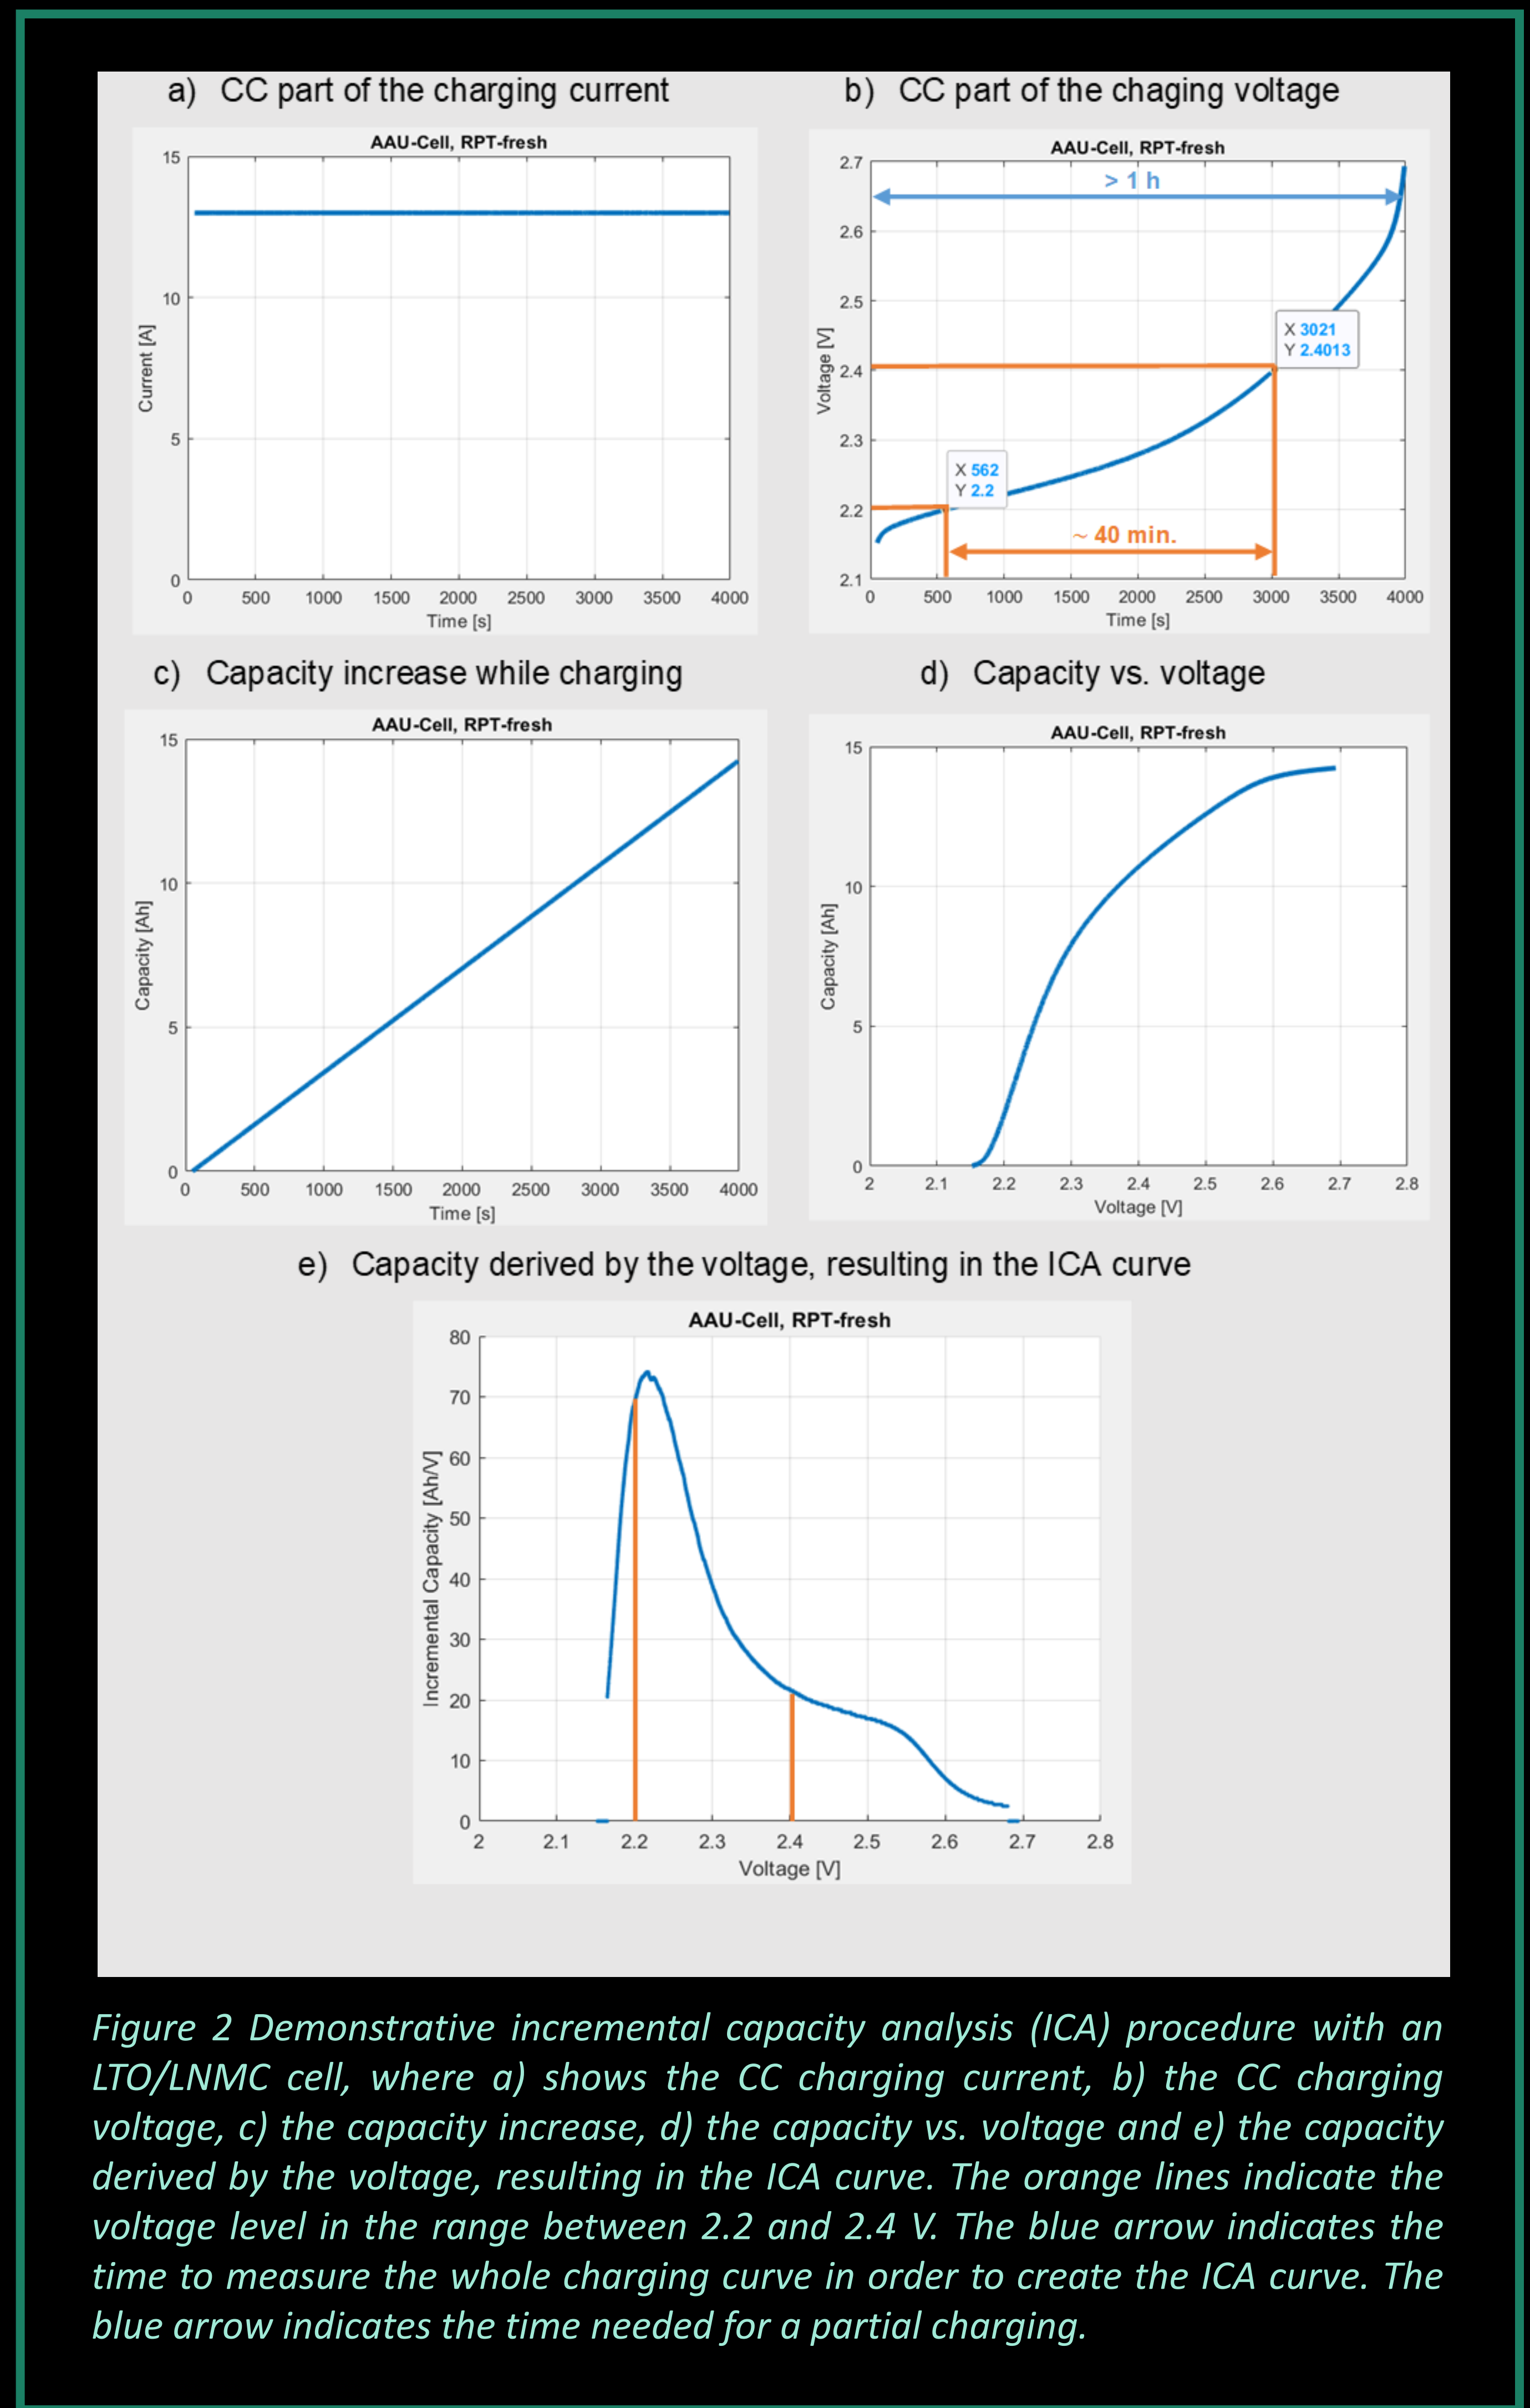 a) CC part of the charging current
b) CC part of the chaging voltage
AAU-Cell, RPT-fresh
15
10
5
0
Current [A]
0 500 1000 1500 2000 2500 3000 3500 4000
Time [s]
AAU-Cell, RPT-fresh
2.7
2.6
2.5
2.4
2.3
2.2
2.1
Voltage [V]
> 1 h
X 3021
Y 2.4013
X 562
Y 2.2
~ 40 min.
0 500 1000 1500 2000 2500 3000 3500 4000
Time [s]
c) Capacity increase while charging
d) Capacity vs. voltage
AAU-Cell, RPT-fresh
15
10
5
0
Capacity [Ah]
0 500 1000 1500 2000 2500 3000 3500 4000
Time [s]
AAU-Cell, RPT-fresh
15
10
5
0
Capacity [Ah]
2 2.1 2.2 2.3 2.4 2.5 2.6 2.7 2.8
Voltage [V]
e) Capacity derived by the voltage, resulting in the ICA curve
AAU-Cell, RPT-fresh
80
70
60
50
40
30
20
10
0
Incremental Capacity [Ah/V]
2 2.1 2.2 2.3 2.4 2.5 2.6 2.7 2.8
Voltage [V]
Figure 2 Demonstrative incremental capacity analysis (ICA) procedure with an
LTO/LNMC cell, where a) shows the CC charging current, b) the CC charging
voltage, c) the capacity increase, d) the capacity vs. voltage and e) the capacity
derived by the voltage, resulting in the ICA curve. The orange lines indicate the
voltage level in the range between 2.2 and 2.4 V. The blue arrow indicates the
time to measure the whole charging curve in order to create the ICA curve. The
blue arrow indicates the time needed for a partial charging.